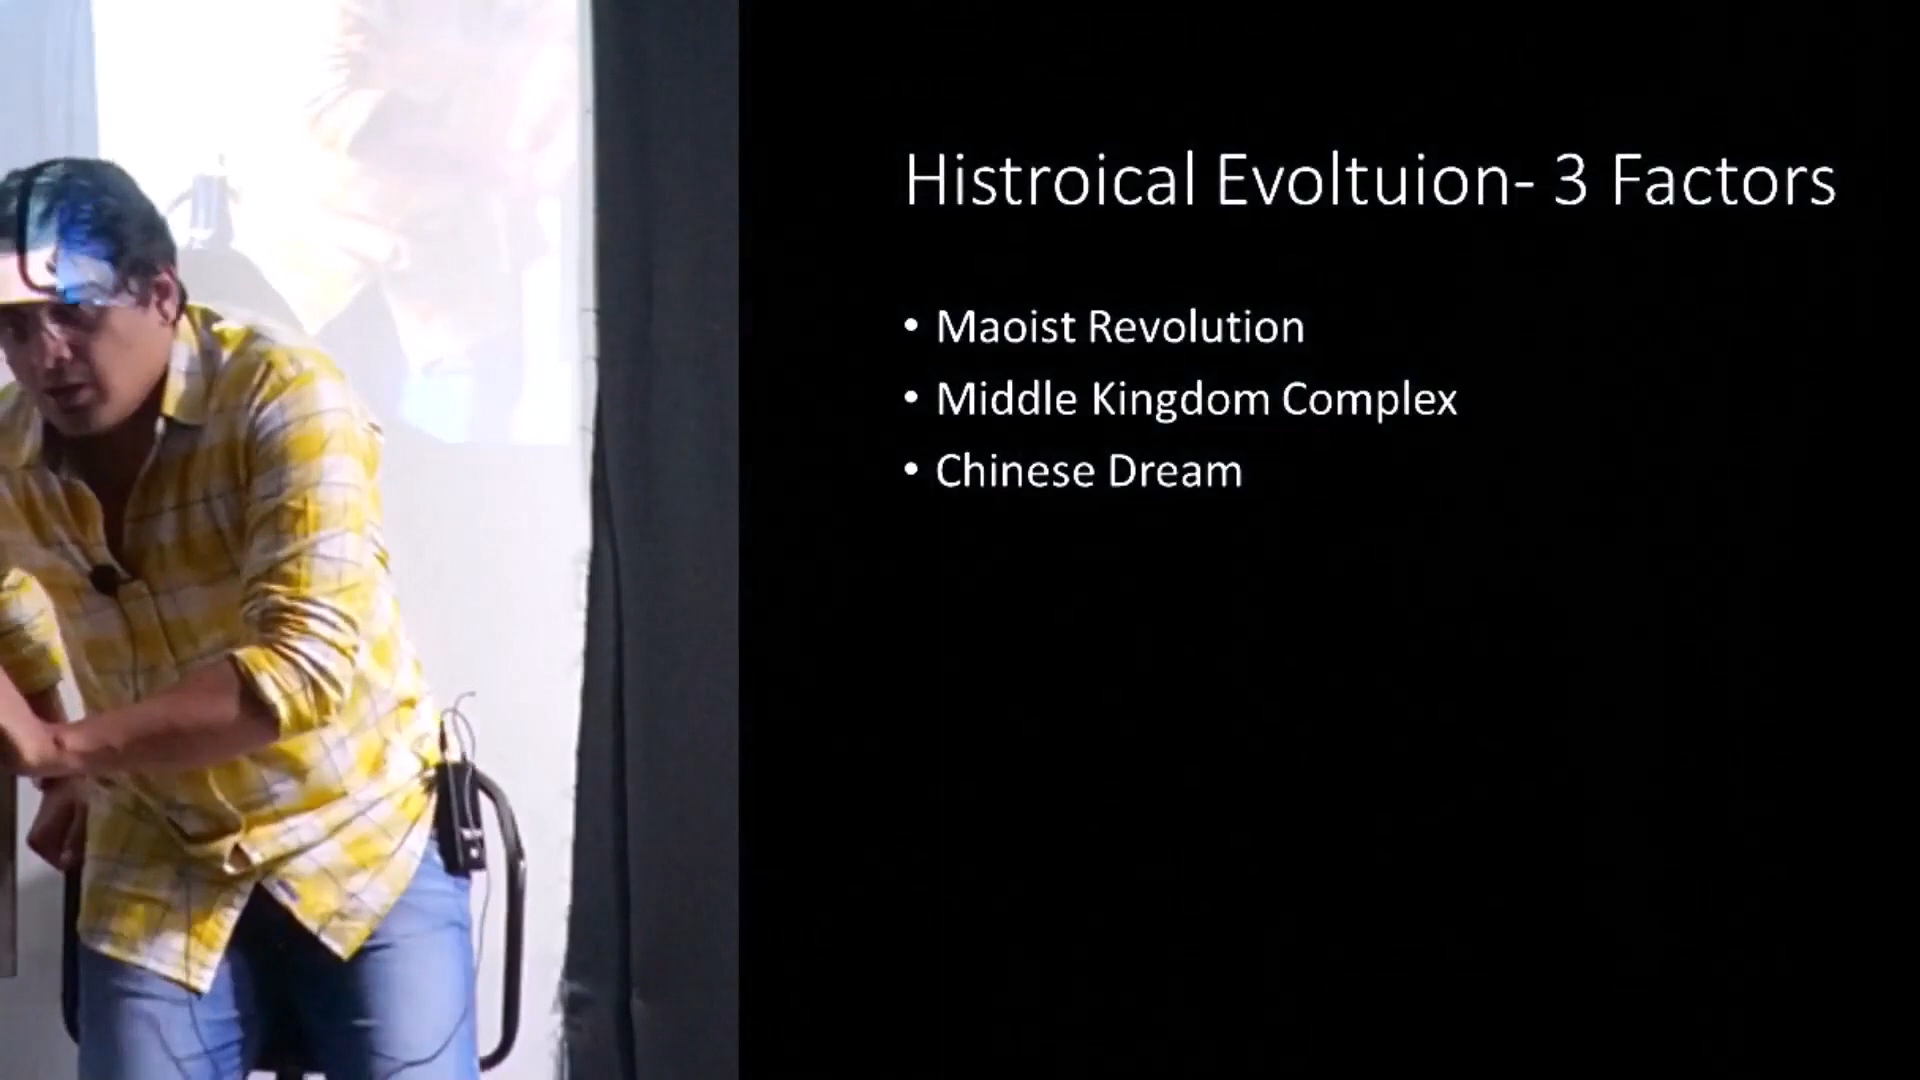 Histroical Evoltuion- 3 Factors
• Maoist Revolution
• Middle Kingdom Complex
• Chinese Dream